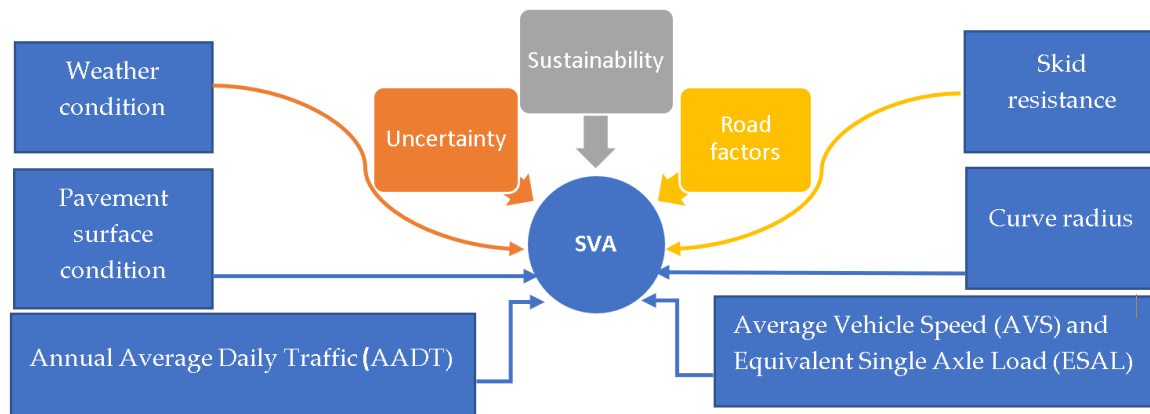 Weather
condition
Sustainability
Skid
resistance
Uncertainty
Road
factors
Pavement
surface
condition
SVA
Curve radius
Annual Average Daily Traffic (AADT)
Average Vehicle Speed (AVS) and
Equivalent Single Axle Load (ESAL)